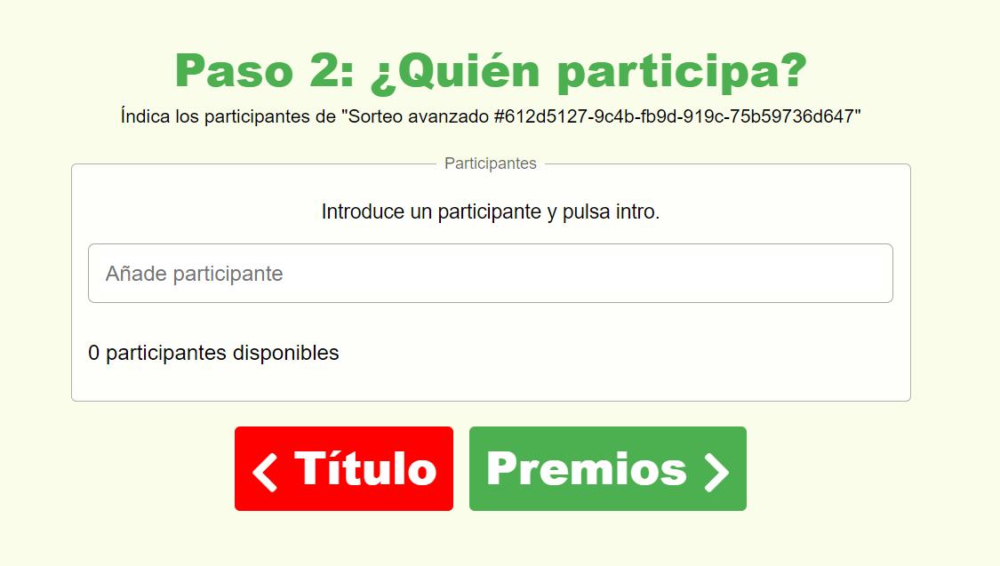 Paso 2: ¿Quién participa?
Índica los participantes de "Sorteo avanzado #612d5127-9c4b-fb9d-919c-75b59736d647"
Participantes
Introduce un participante y pulsa intro.
Añade participante
0 participantes disponibles
Título
Premios